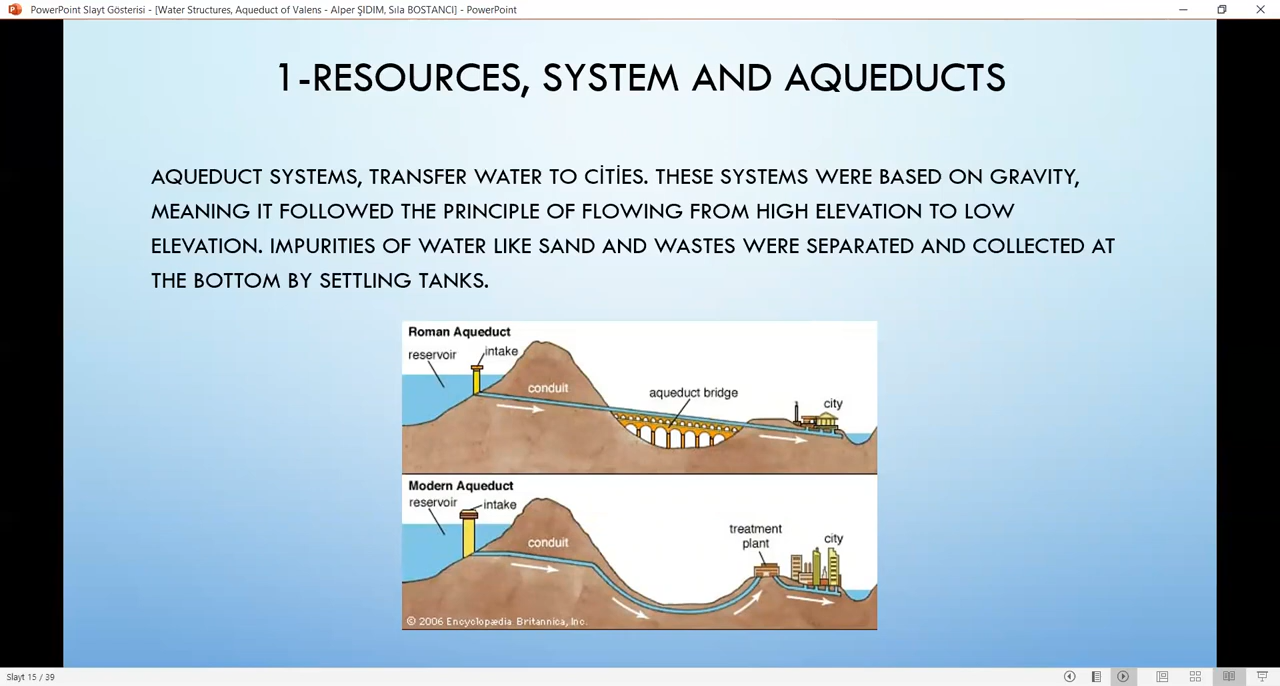 PowerPoint Slayt Gösterisi - [Water Structures, Aqueduct of Valens - Alper ŞIDIM, Sıla BOSTANCI] - PowerPoint
1-RESOURCES, SYSTEM AND AQUEDUCTS
AQUEDUCT SYSTEMS, TRANSFER WATER TO CİTİES. THESE SYSTEMS WERE BASED ON GRAVITY,
MEANING IT FOLLOWED THE PRINCIPLE OF FLOWING FROM HIGH ELEVATION TO LOW
ELEVATION. IMPURITIES OF WATER LIKE SAND AND WASTES WERE SEPARATED AND COLLECTED AT
THE BOTTOM BY SETTLING TANKS.
Roman Aqueduct
reservoir
intake
conduit
aqueduct bridge
city
Modern Aqueduct
reservoir
intake
conduit
treatment
plant
city
© 2006 Encyclopædia Britannica, Inc.
Slayt 15 / 39